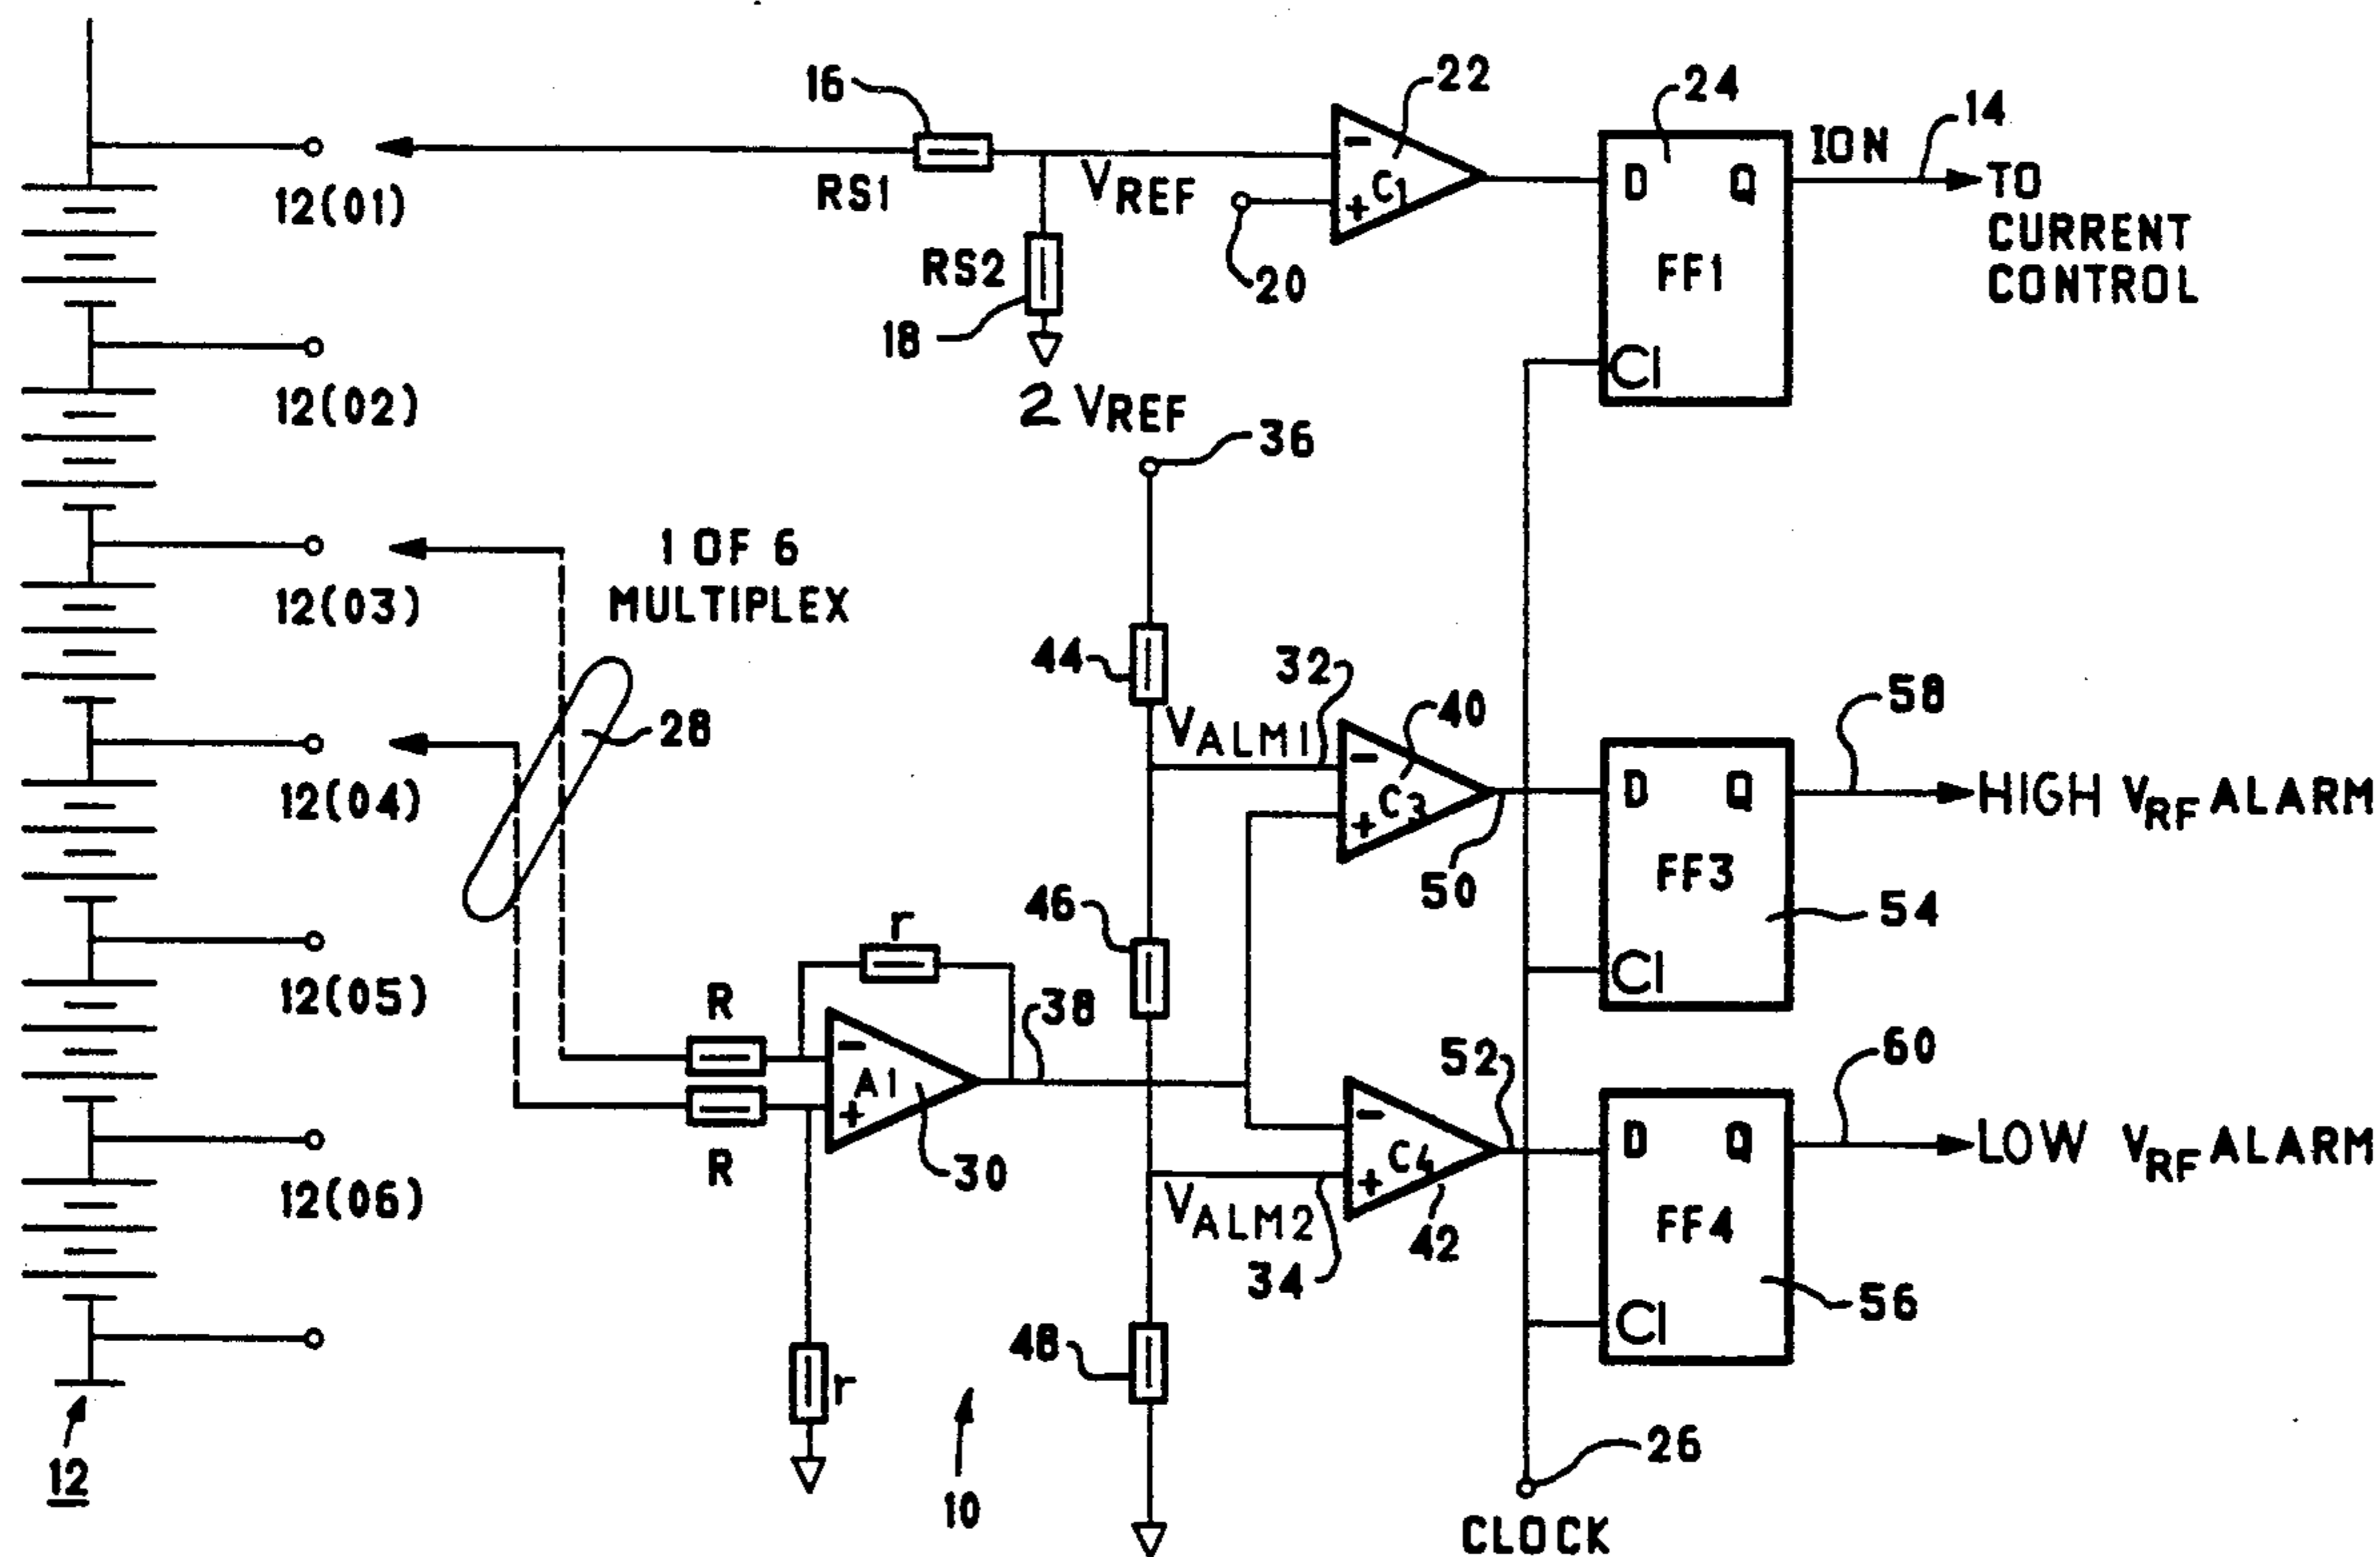 16
22
24
14
ION
12(01)
RS1
VREF
C1
-
+
D Q
TO
CURRENT
CONTROL
RS2
20
FF1
18
Cl
12(02)
2 VREF
36
1 OF 6
MULTIPLEX
12(03)
44
32
40
58
28
VALM1
C3
-
+
D Q
HIGH VRF ALARM
12(04)
50
FF3
46
54
r
Cl
12(05)
R
38
52
60
-
A1
+
-
C4
+
D Q
LOW VRF ALARM
R
30
12(06)
VALM2
42
FF4
34
56
48
Cl
r
26
12
10
CLOCK